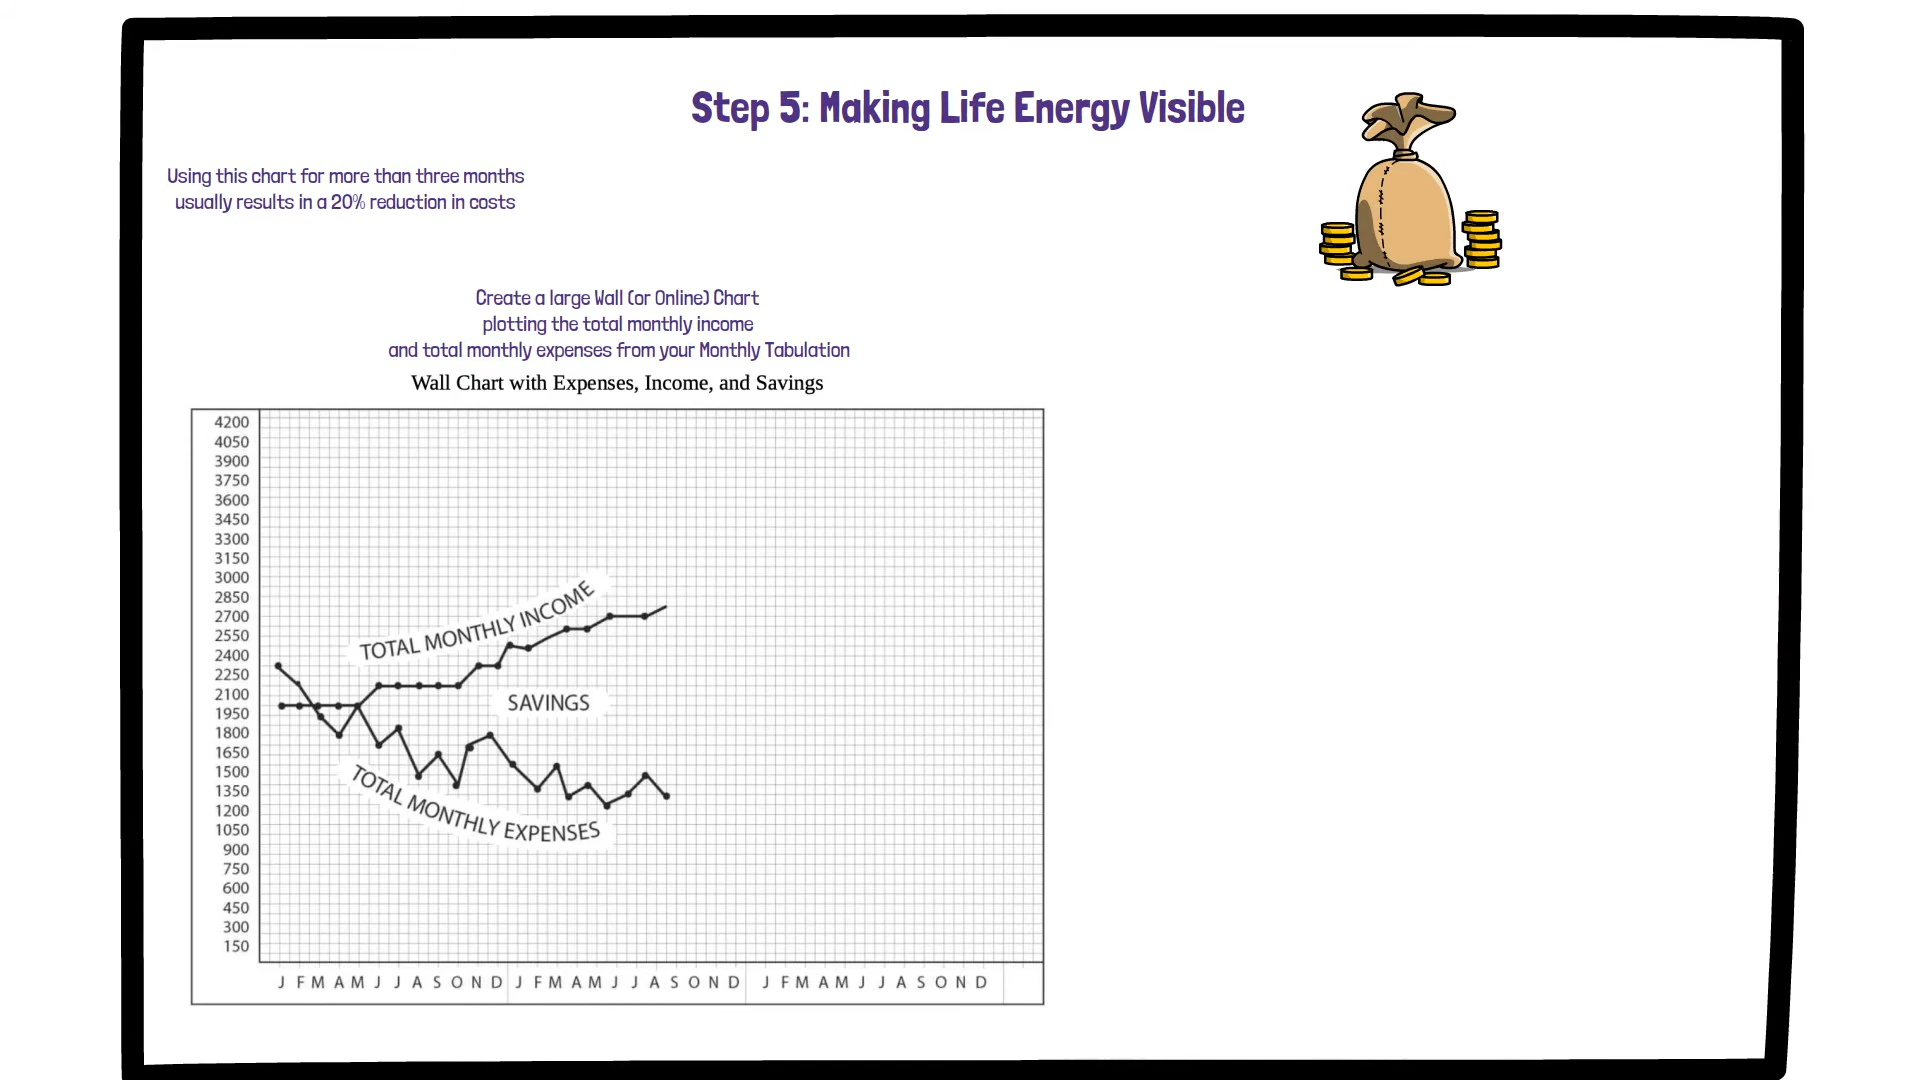 Step 5: Making Life Energy Visible
Using this chart for more than three months
usually results in a 20% reduction in costs
Create a large Wall (or Online) Chart
plotting the total monthly income
and total monthly expenses from your Monthly Tabulation
Wall Chart with Expenses, Income, and Savings
4200
4050
3900
3750
3600
3450
3300
3150
3000
2850
2700
2550
2400
2250
2100
1950
1800
1650
1500
1350
1200
1050
900
750
600
450
300
150
TOTAL MONTHLY INCOME
SAVINGS
TOTAL MONTHLY EXPENSES
J F M A M J J A S O N D J F M A M J J A S O N D J F M A M J J A S O N D